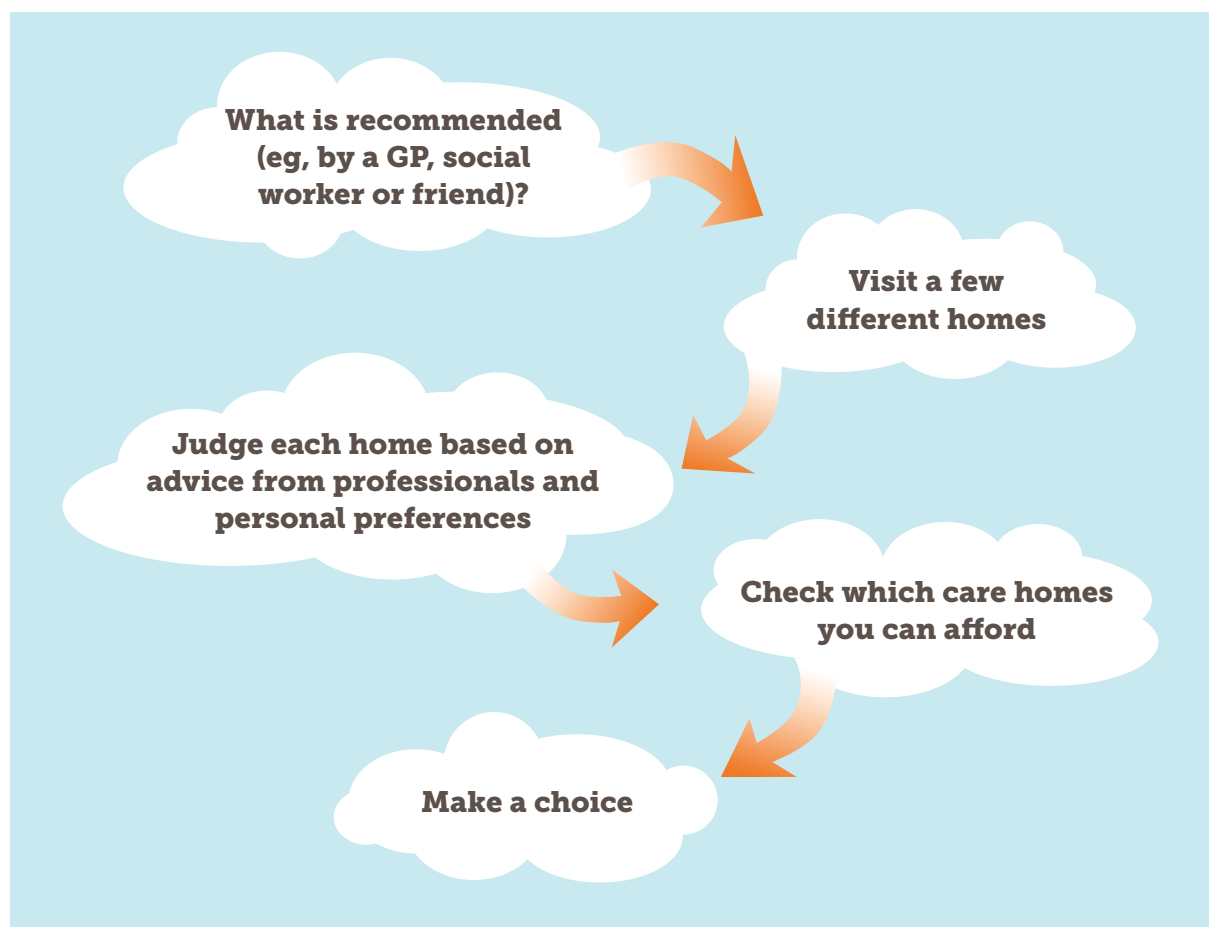 What is recommended
(eg, by a GP, social
worker or friend)?
Visit a few
different homes
Judge each home based on
advice from professionals and
personal preferences
Check which care homes
you can afford
Make a choice